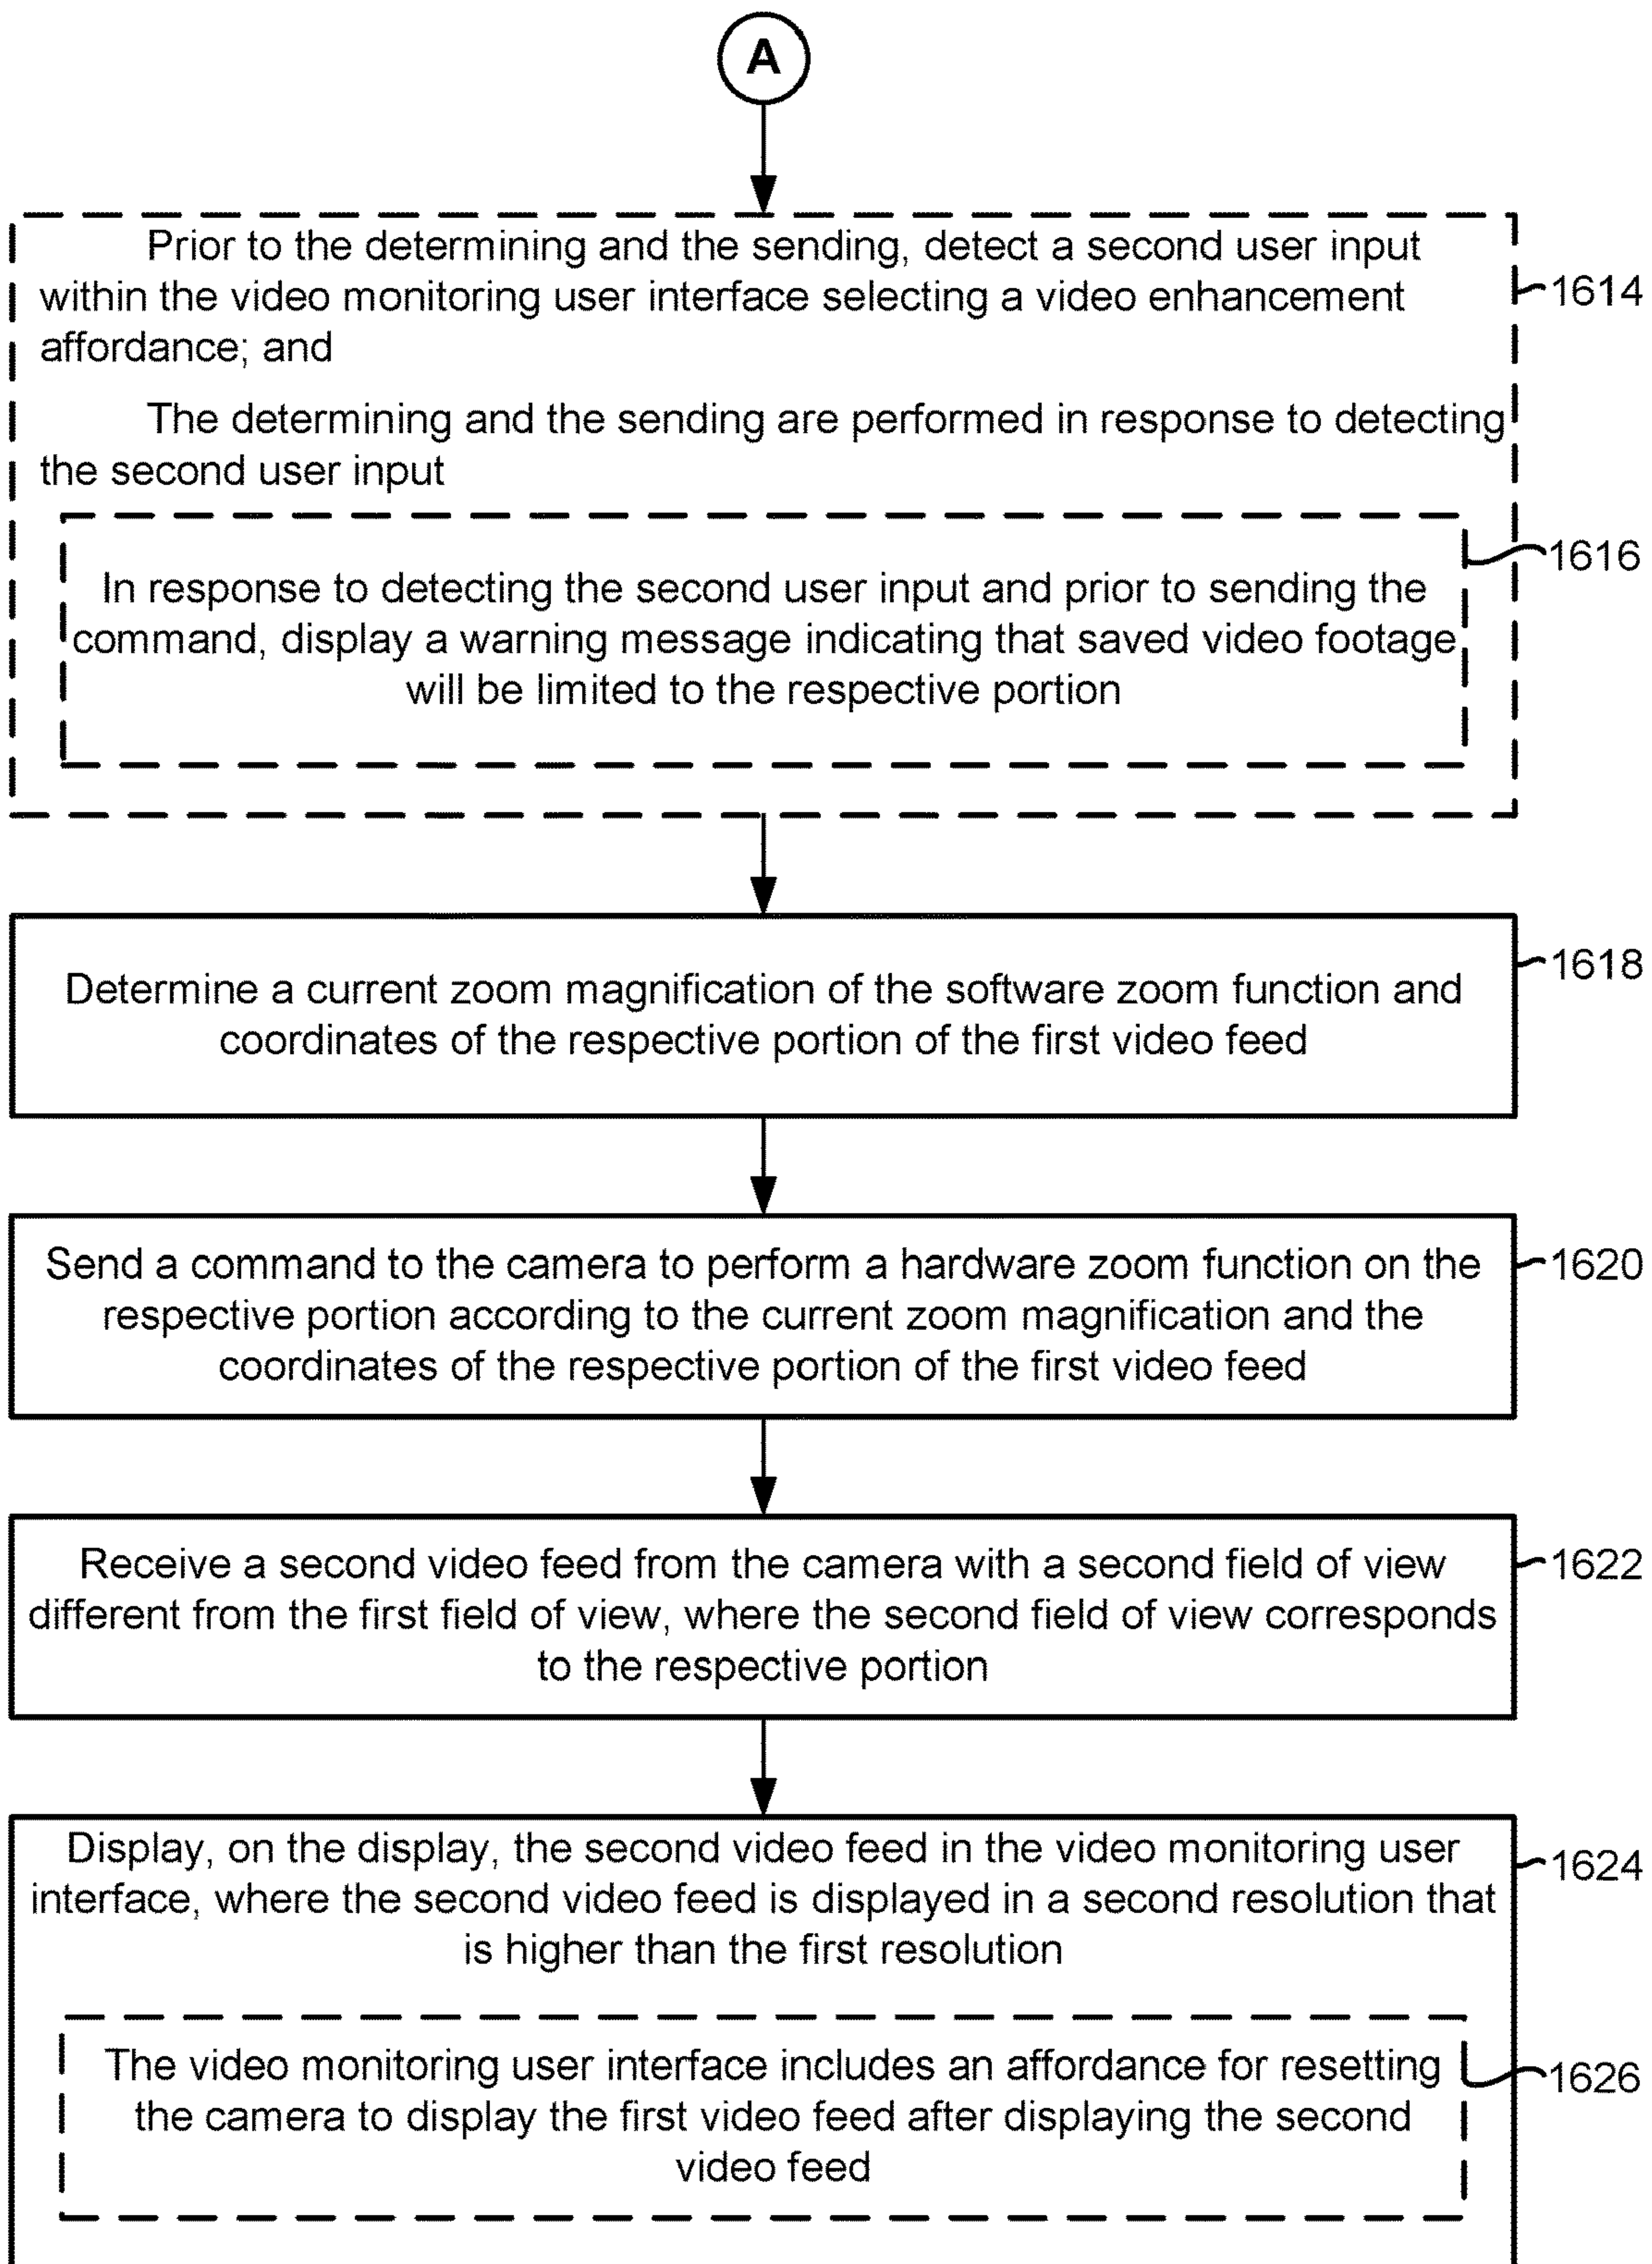 A
Prior to the determining and the sending, detect a second user input
within the video monitoring user interface selecting a video enhancement
affordance; and
The determining and the sending are performed in response to detecting
the second user input
1614
In response to detecting the second user input and prior to sending the
command, display a warning message indicating that saved video footage
will be limited to the respective portion
1616
Determine a current zoom magnification of the software zoom function and
coordinates of the respective portion of the first video feed
1618
Send a command to the camera to perform a hardware zoom function on the
respective portion according to the current zoom magnification and the
coordinates of the respective portion of the first video feed
1620
Receive a second video feed from the camera with a second field of view
different from the first field of view, where the second field of view corresponds
to the respective portion
1622
Display, on the display, the second video feed in the video monitoring user
interface, where the second video feed is displayed in a second resolution that
is higher than the first resolution
1624
The video monitoring user interface includes an affordance for resetting
the camera to display the first video feed after displaying the second
video feed
1626